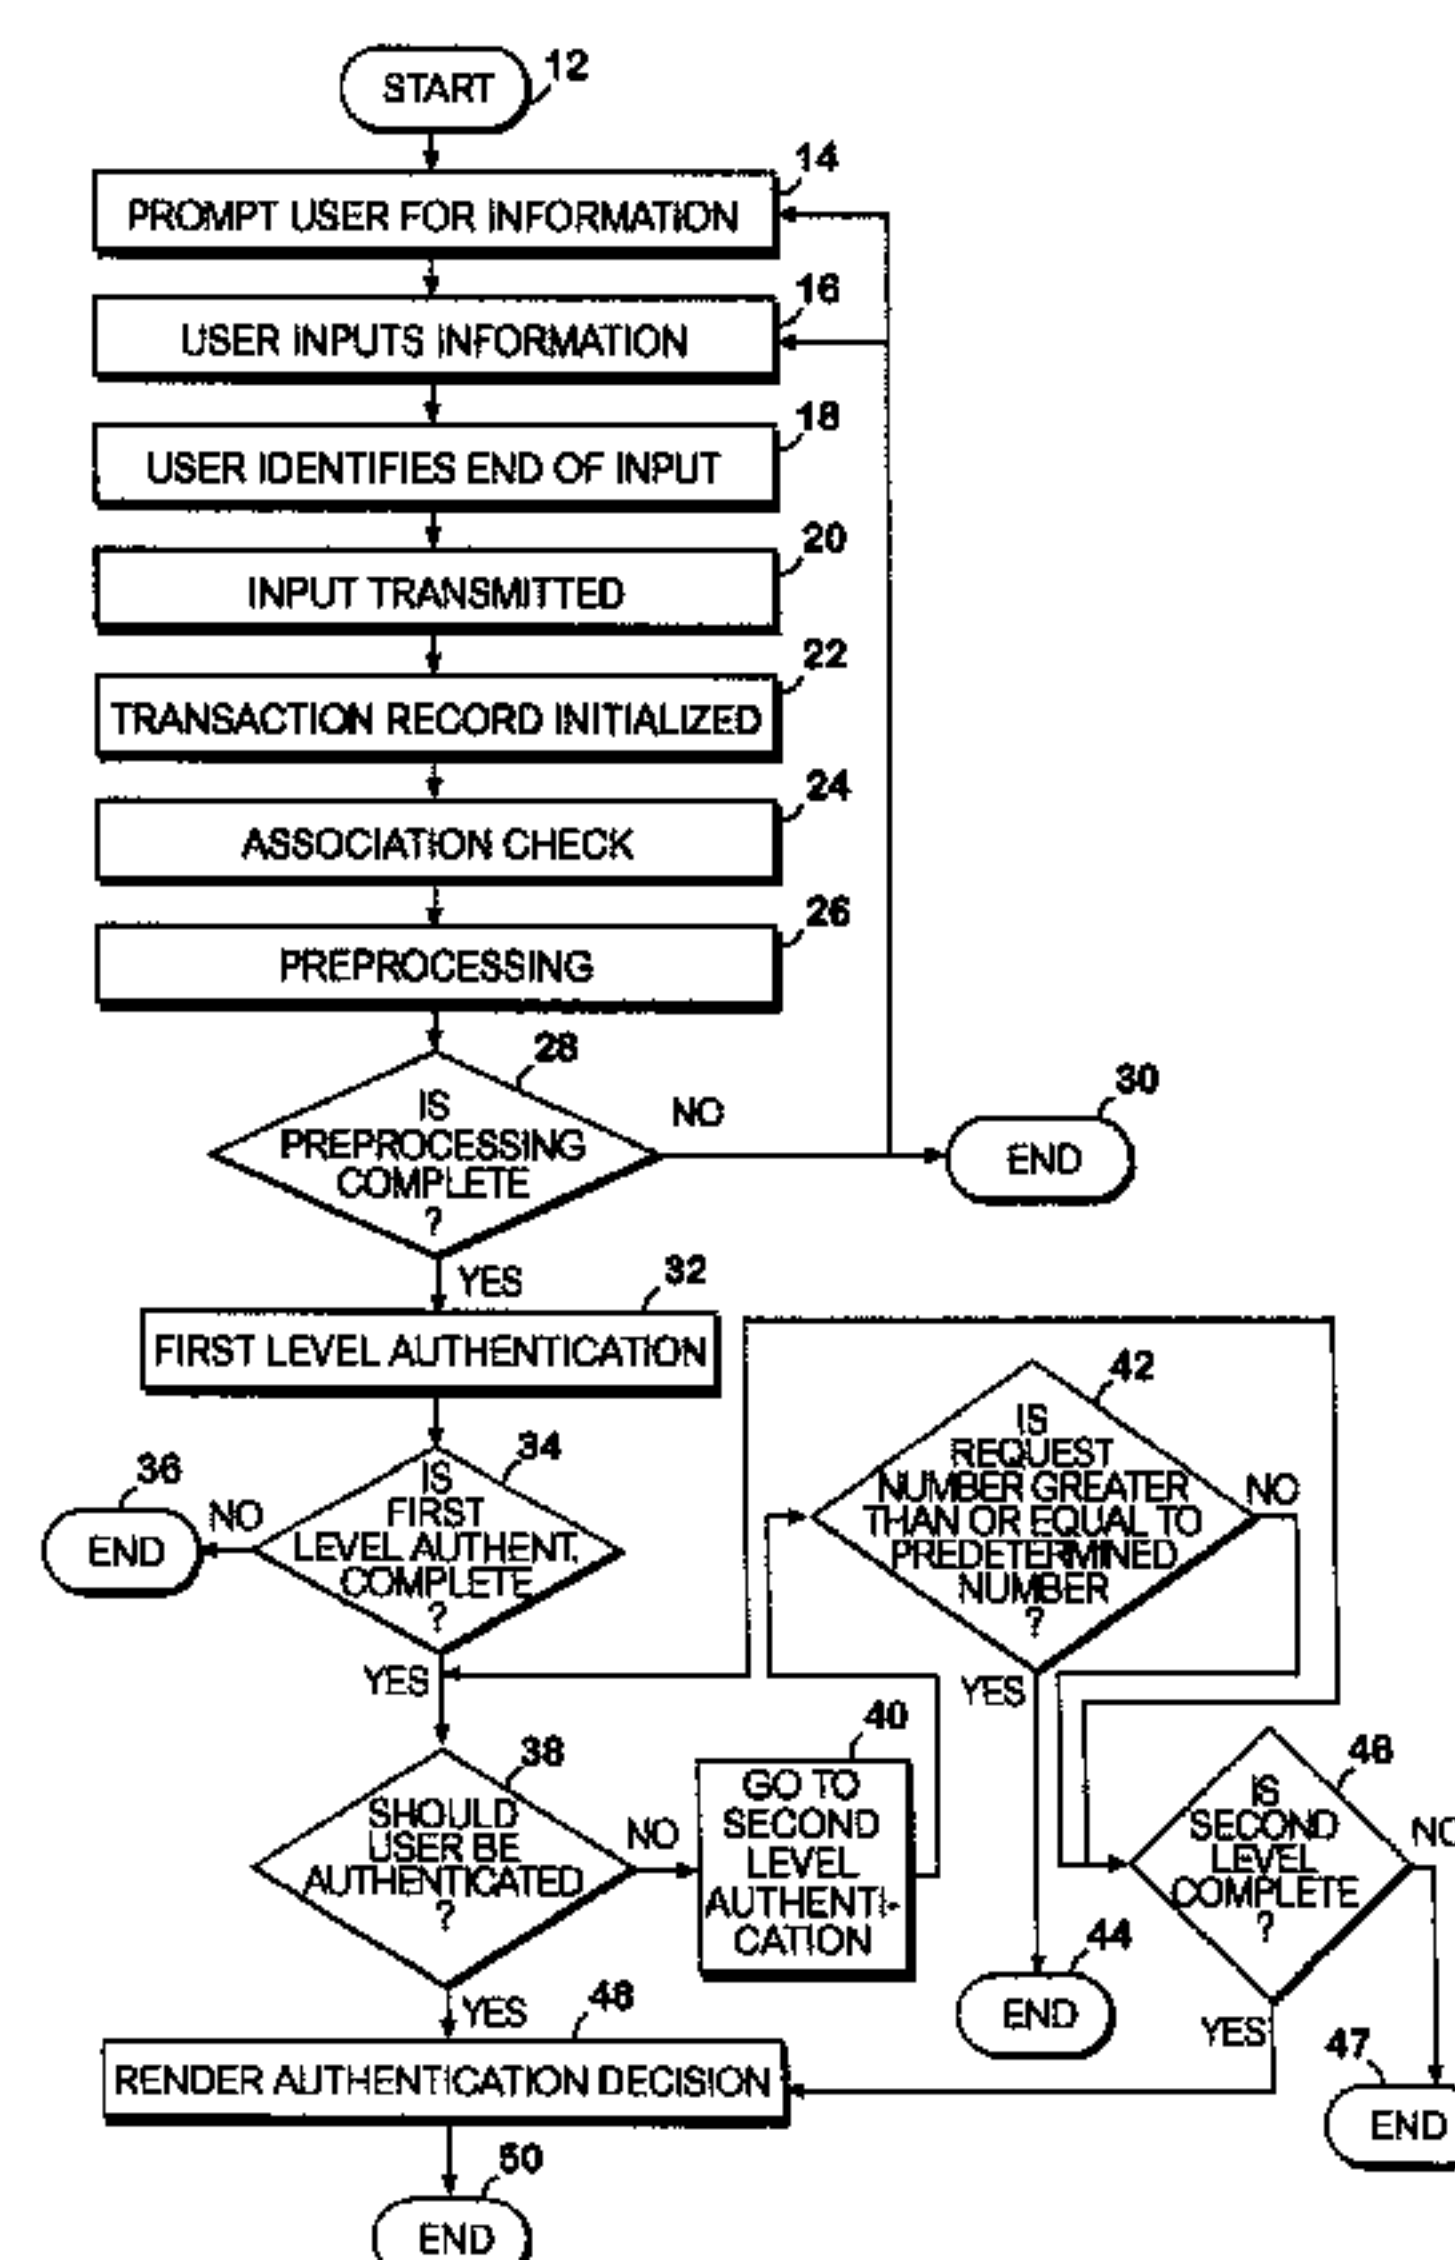 START
12
14
PROMPT USER FOR INFORMATION
16
USER INPUTS INFORMATION
18
USER IDENTIFIES END OF INPUT
20
INPUT TRANSMITTED
22
TRANSACTION RECORD INITIALIZED
24
ASSOCIATION CHECK
26
PREPROCESSING
28
IS
PREPROCESSING
COMPLETE
?
NO
30
END
YES
32
FIRST LEVEL AUTHENTICATION
34
IS
FIRST
LEVEL AUTHENT.
COMPLETE
?
NO
36
END
YES
42
IS
REQUEST
NUMBER GREATER
THAN OR EQUAL TO
PREDETERMINED
NUMBER
?
NO
YES
38
SHOULD
USER BE
AUTHENTICATED
?
NO
40
GO TO
SECOND
LEVEL
AUTHENTI-
CATION
46
IS
SECOND
LEVEL
COMPLETE
?
NO
44
END
YES
47
END
YES
48
RENDER AUTHENTICATION DECISION
50
END